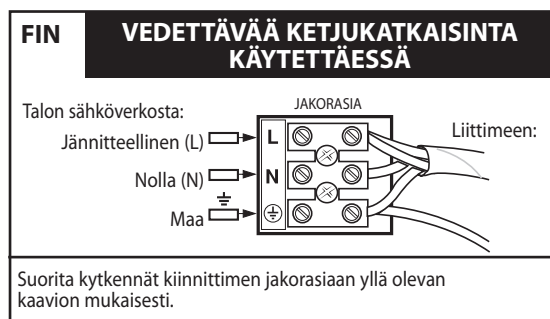 FIN
VEDETTÄVÄÄ KETJUKATKAISINTA
KÄYTETTÄESSÄ
Talon sähköverkosta:
JAKORASIA
Jännitteellinen (L)
L
Liittimeen:
Nolla (N)
N
Maa
Suorita kytkennät kiinnittimen jakorasiaan yllä olevan
kaavion mukaisesti.